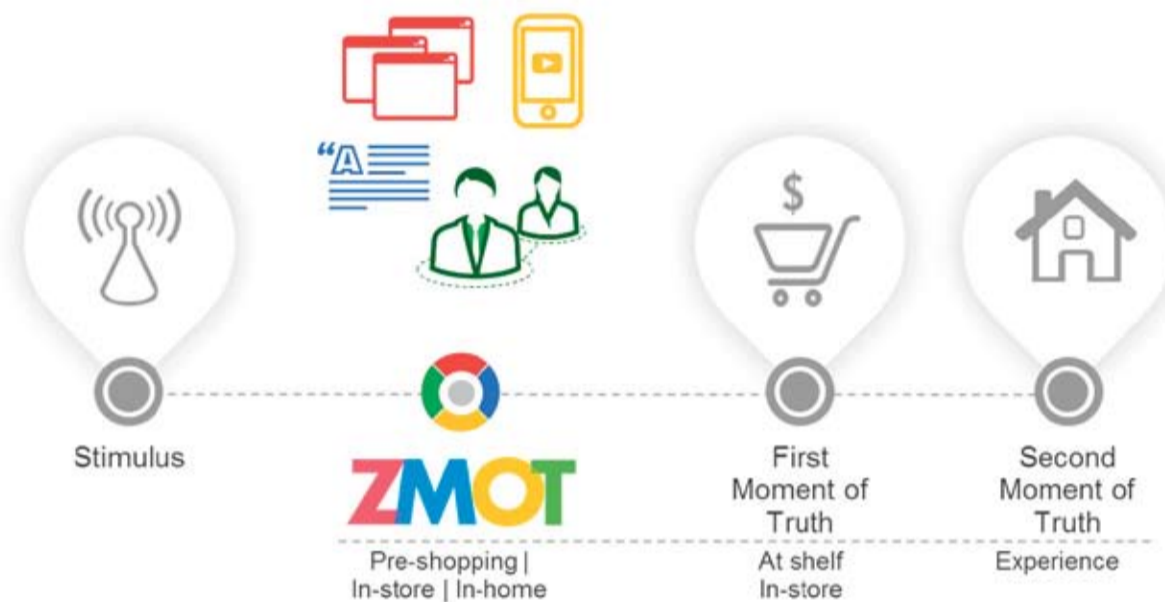 “A
$
Stimulus
ZMOT
Pre-shopping |
In-store | In-home
First
Moment of
Truth
At shelf
In-store
Second
Moment of
Truth
Experience